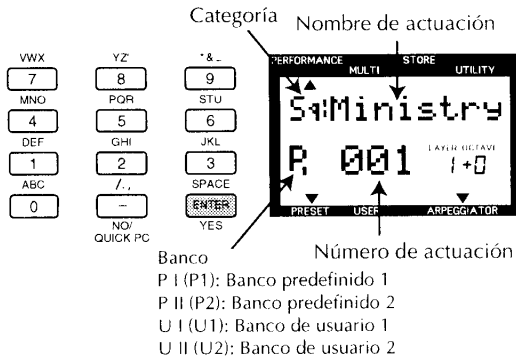 Categoría
Nombre de actuación
VWX YZ' *&_
7 8 9
MNO PQR STU
4 5 6
DEF GHI JKL
1 2 3
ABC /., SPACE
0 – ENTER
NO/ YES
QUICK PC
PERFORMANCE MULTI STORE UTILITY
Sq:Ministry
LAYER OCTAVE
001 1+0
PRESET USER ARPEGGIATOR
Banco
Número de actuación
P I (P1): Banco predefinido 1
P II (P2): Banco predefinido 2
U I (U1): Banco de usuario 1
U II (U2): Banco de usuario 2